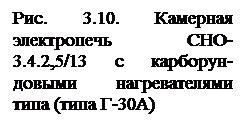 Рис. 3.10. Камерная
электропечь СНО-
3.4.2,5/13 с карборун-
довыми нагревателями
типа (типа Г-30А)